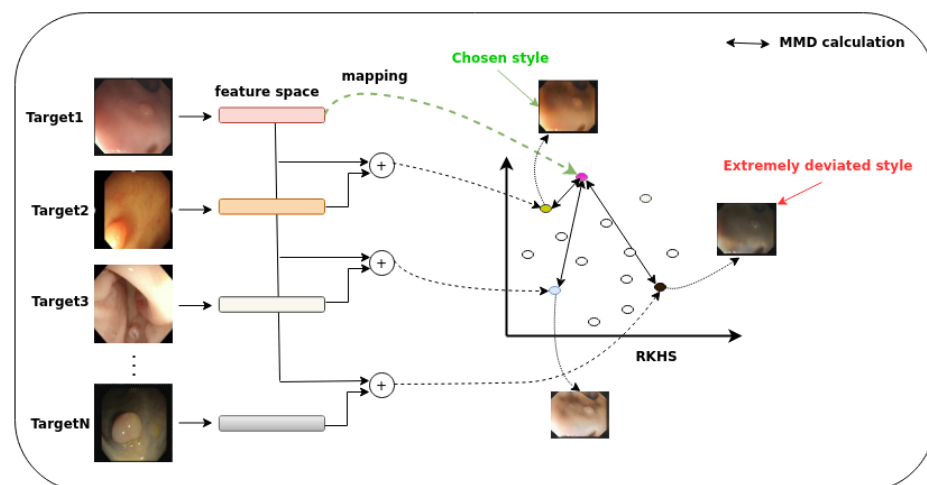 MMD calculation
Chosen style
mapping
feature space
Target1
Extremely deviated style
Target2
Target3
RKHS
TargetN